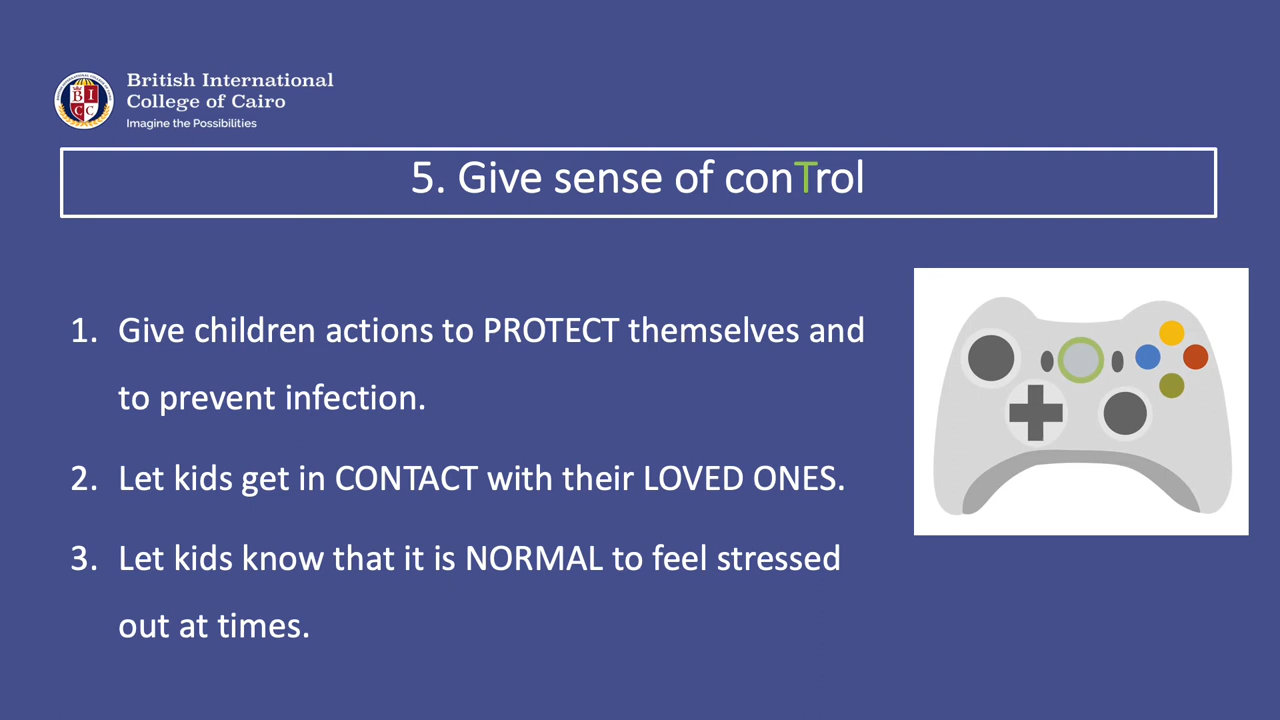 British International
College of Cairo
Imagine the Possibilities
5. Give sense of conTrol
1. Give children actions to PROTECT themselves and
to prevent infection.
2. Let kids get in CONTACT with their LOVED ONES.
3. Let kids know that it is NORMAL to feel stressed
out at times.
B I
C C